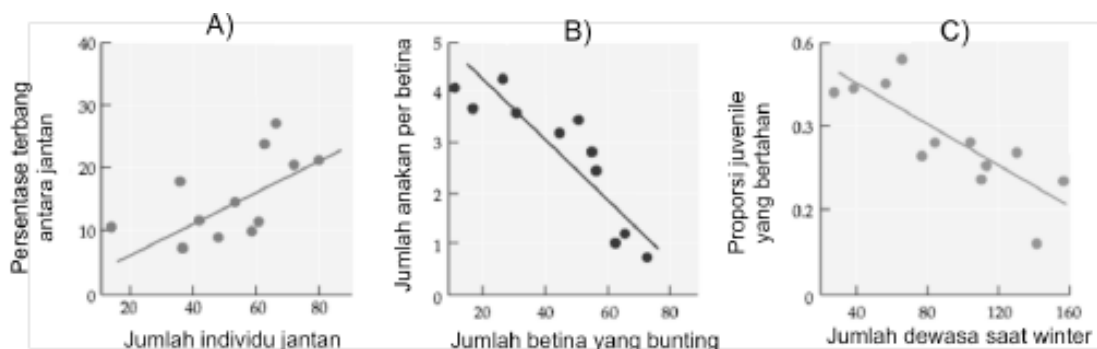 A)
Persentase terbang
antara jantan
40
30
20
10
0
20 40 60 80
Jumlah individu jantan
B)
Jumlah anakan per betina
5
4
3
2
1
0
20 40 60 80
Jumlah betina yang bunting
C)
Proporsi juvenile
yang bertahan
0.6
0.3
0.2
0
40 80 120 160
Jumlah dewasa saat winter